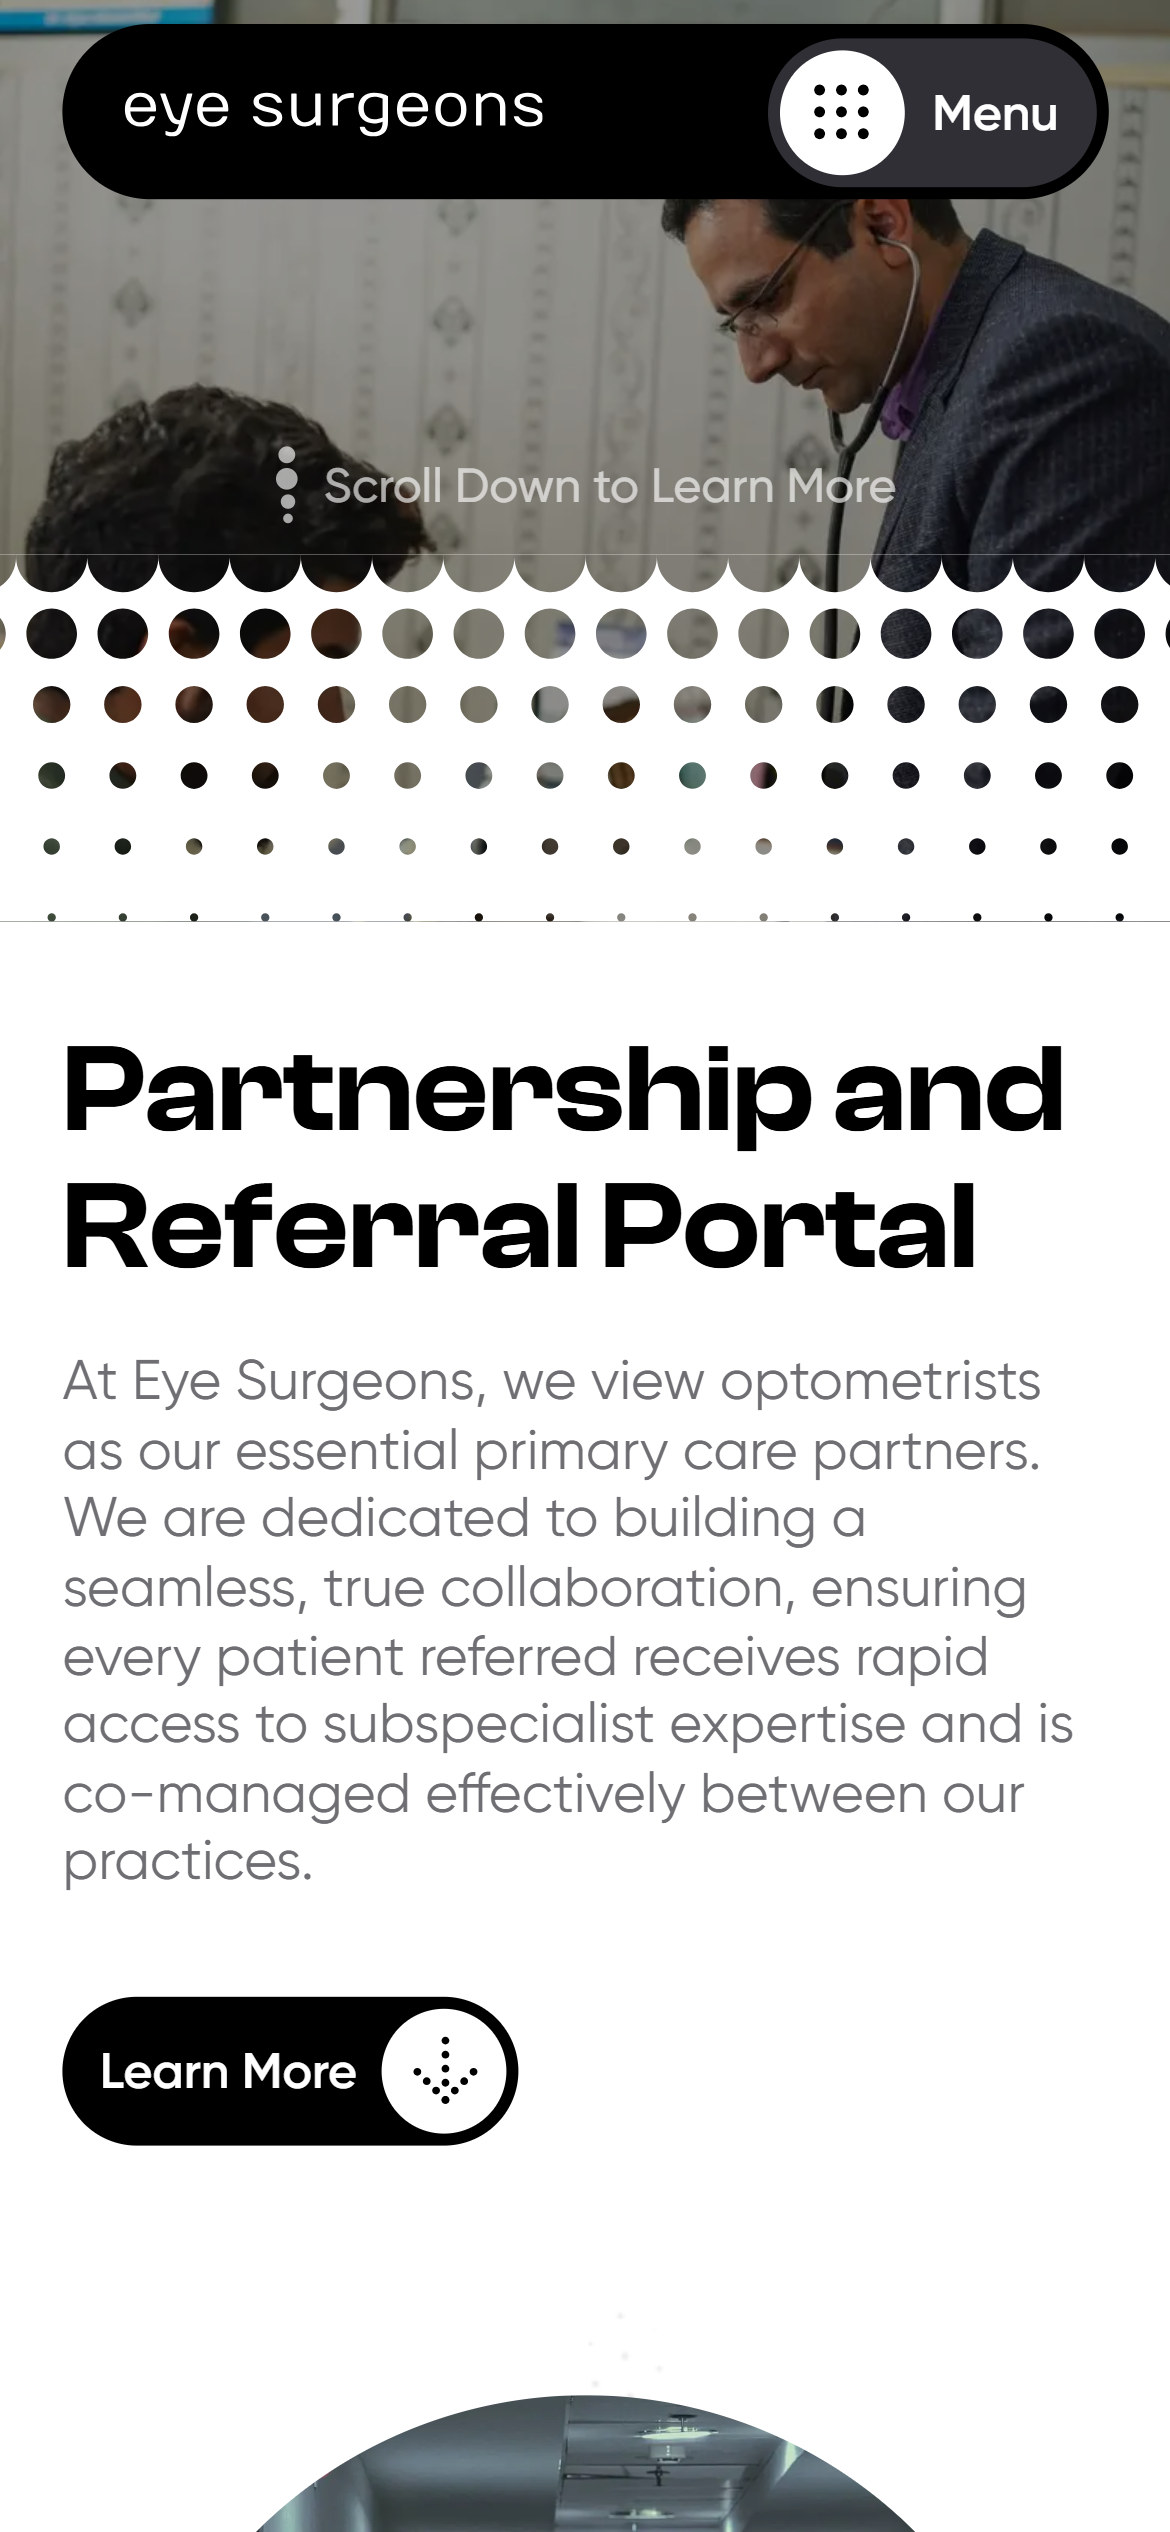 eye surgeons
Menu
Scroll Down to Learn More
Partnership and
Referral Portal
At Eye Surgeons, we view optometrists
as our essential primary care partners.
We are dedicated to building a
seamless, true collaboration, ensuring
every patient referred receives rapid
access to subspecialist expertise and is
co-managed effectively between our
practices.
Learn More